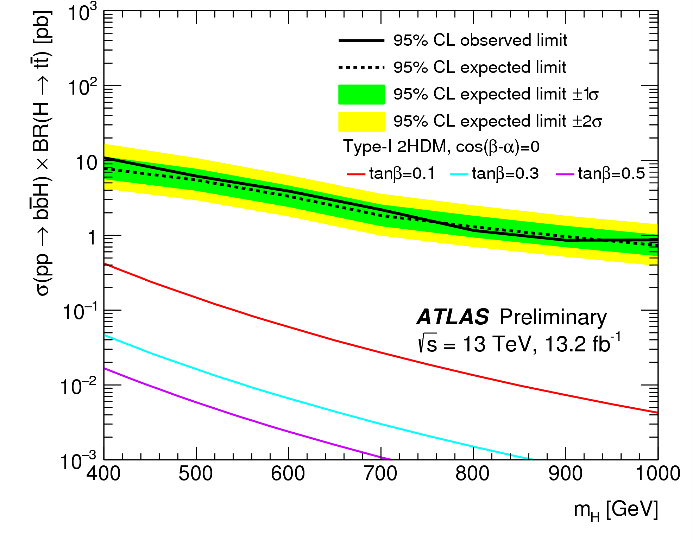 σ(pp → bb̄H) × BR(H → tt̄) [pb]
10³
10²
10
1
10⁻¹
10⁻²
10⁻³
95% CL observed limit
95% CL expected limit
95% CL expected limit ±1σ
95% CL expected limit ±2σ
Type-I 2HDM, cos(β-α)=0
tanβ=0.1 tanβ=0.3 tanβ=0.5
ATLAS Preliminary
√s = 13 TeV, 13.2 fb⁻¹
400 500 600 700 800 900 1000
m_H [GeV]